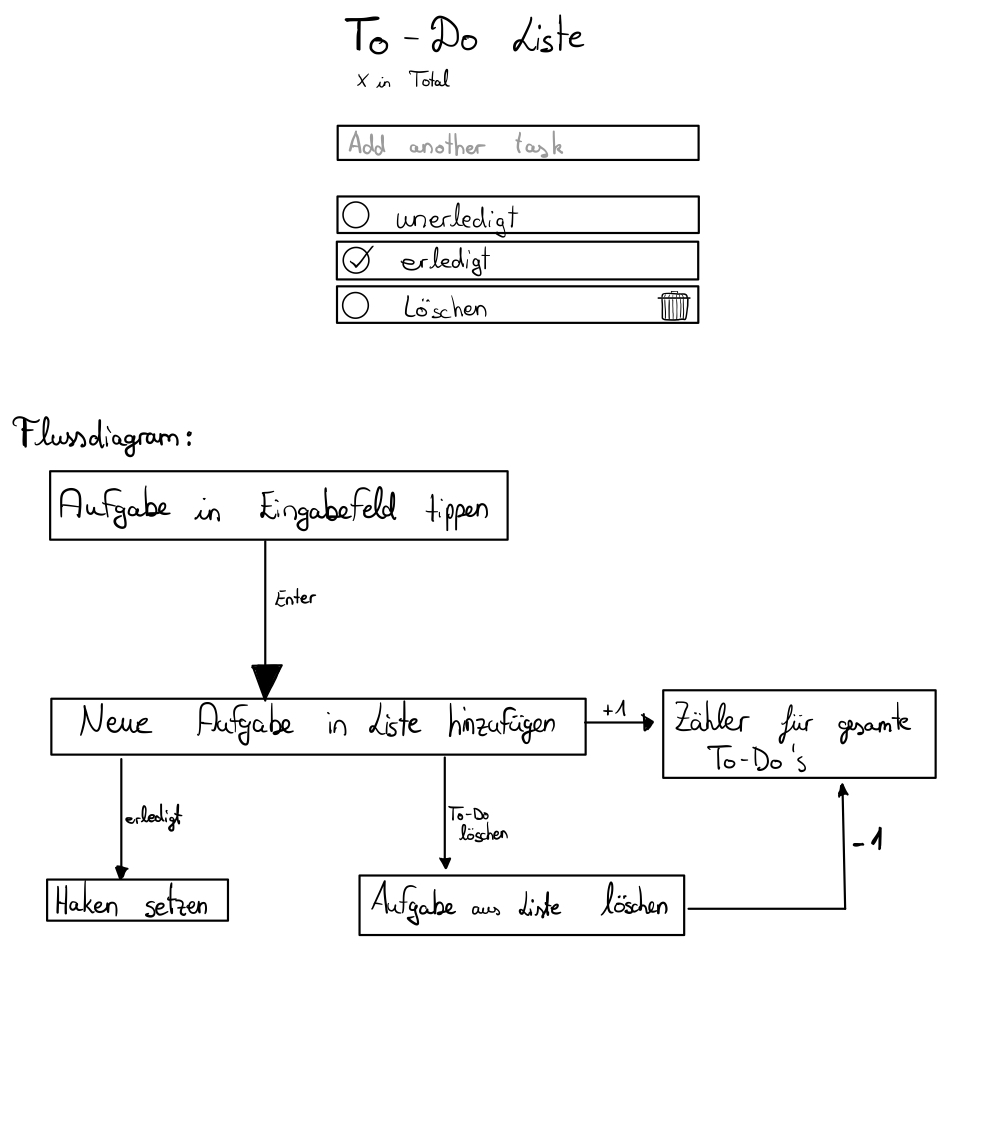 To-Do Liste
x in Total
Add another task
unerledigt
erledigt
Löschen
Flussdiagram:
Aufgabe in Eingabefeld tippen
Enter
Neue Aufgabe in Liste hinzufügen
+1
Zähler für gesamte
To-Do's
erledigt
To-Do
löschen
-1
Haken setzen
Aufgabe aus Liste löschen